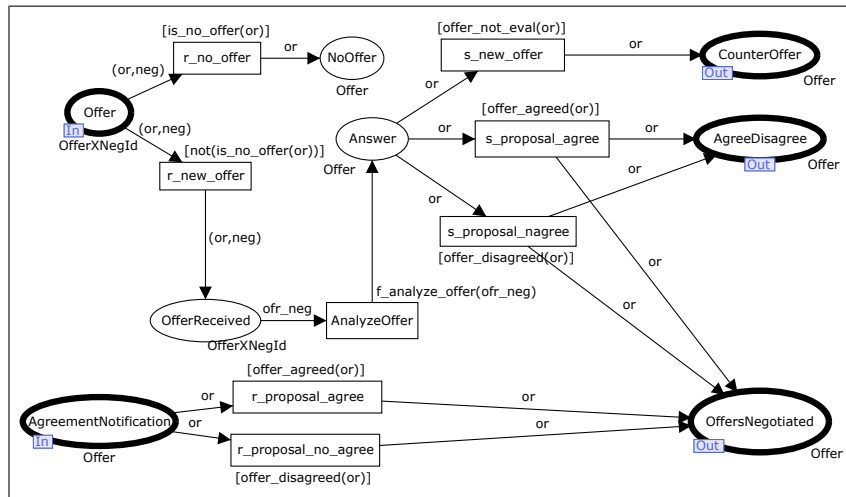 [is_no_offer(or)]
[offer_not_eval(or)]
r_no_offer
or
NoOffer
Offer
(or,neg)
s_new_offer
or
CounterOffer
Out
Offer
or
Offer
In
OfferXNegId
(or,neg)
[not(is_no_offer(or))]
r_new_offer
Answer
Offer
or
[offer_agreed(or)]
s_proposal_agree
or
AgreeDisagree
Out
Offer
or
or
s_proposal_nagree
[offer_disagreed(or)]
(or,neg)
or
or
f_analyze_offer(ofr_neg)
OfferReceived
OfferXNegId
ofr_neg
AnalyzeOffer
[offer_agreed(or)]
or
r_proposal_agree
or
AgreementNotification
In
Offer
or
r_proposal_no_agree
[offer_disagreed(or)]
or
OffersNegotiated
Out
Offer